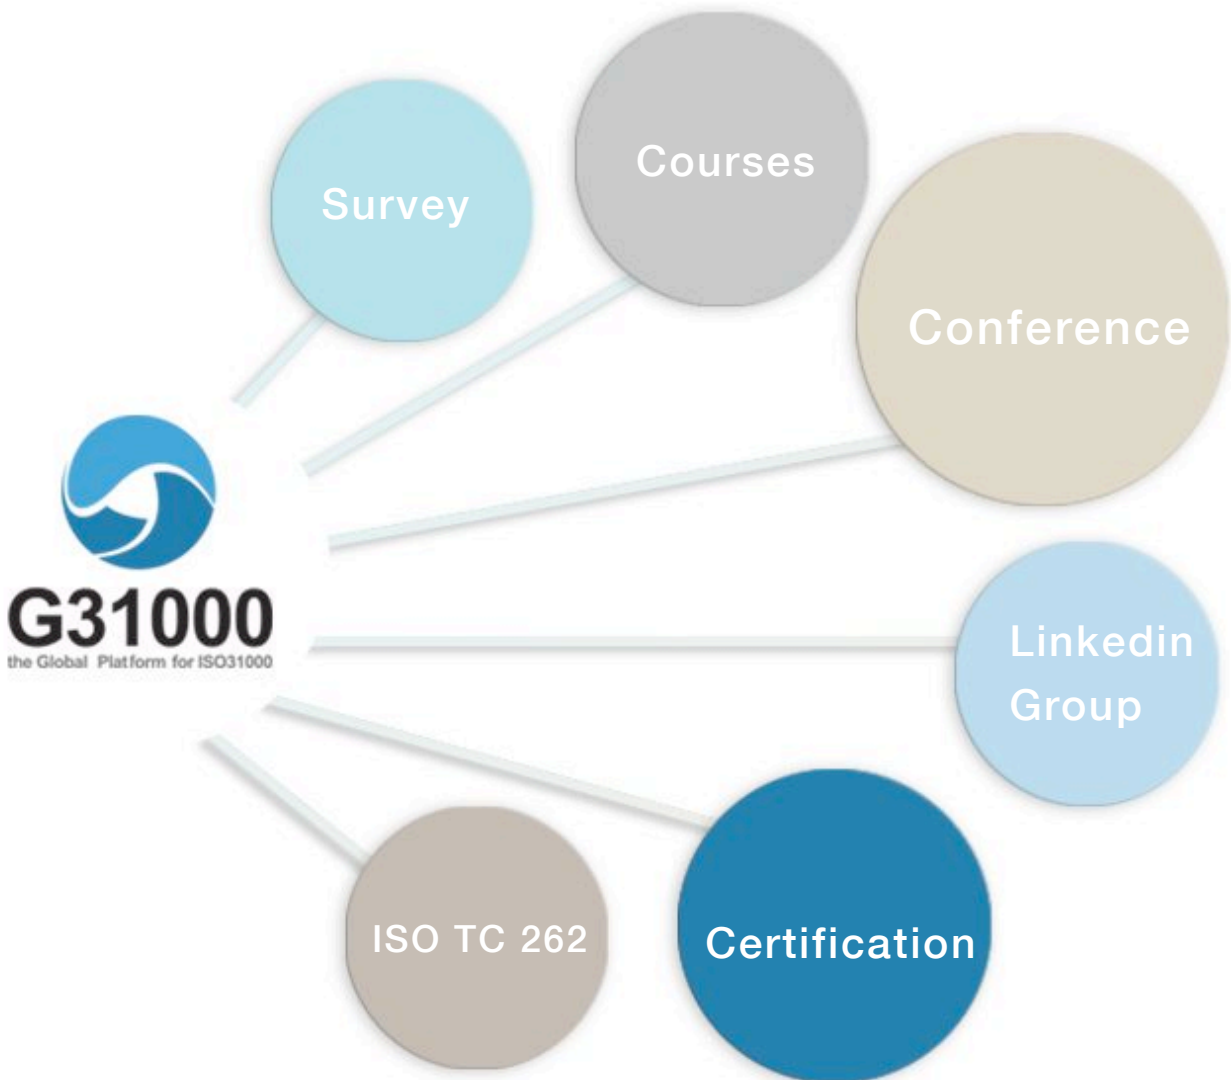 Survey
Courses
Conference
G31000
the Global Platform for ISO31000
Linkedin
Group
Certification
ISO TC 262